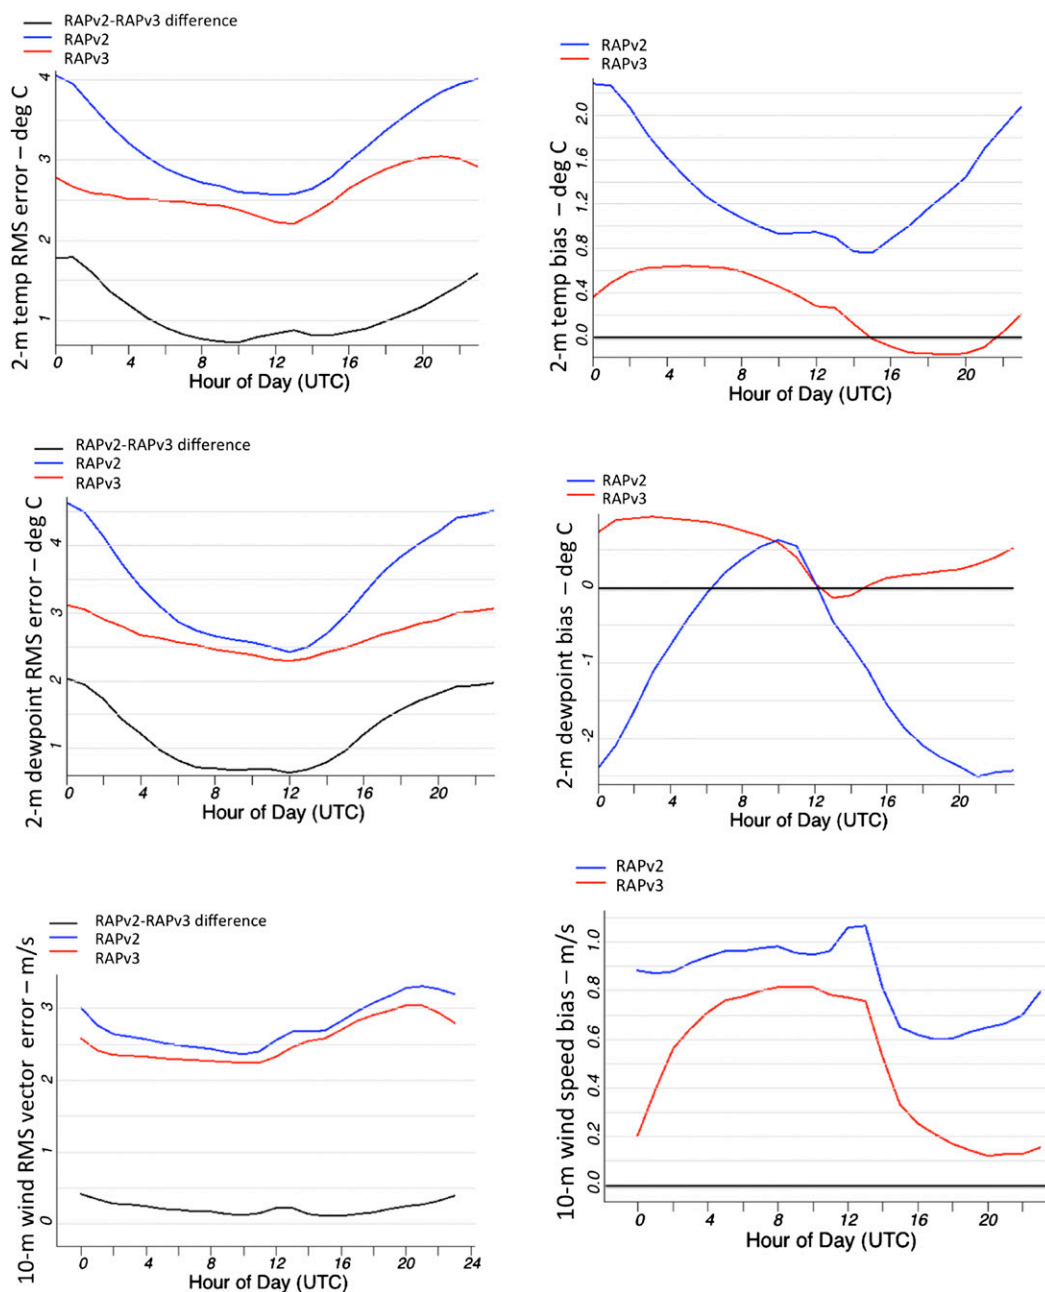 RAPv2-RAPv3 difference
RAPv2
RAPv3
2-m temp RMS error – deg C
4
3
2
1
0 4 8 12 16 20
Hour of Day (UTC)
RAPv2
RAPv3
2-m temp bias – deg C
2.0
1.6
1.2
0.8
0.4
0.0
0 4 8 12 16 20
Hour of Day (UTC)
RAPv2-RAPv3 difference
RAPv2
RAPv3
2-m dewpoint RMS error – deg C
4
3
2
1
0 4 8 12 16 20
Hour of Day (UTC)
RAPv2
RAPv3
2-m dewpoint bias – deg C
0
-1
-2
0 4 8 12 16 20
Hour of Day (UTC)
RAPv2-RAPv3 difference
RAPv2
RAPv3
10-m wind RMS vector error – m/s
3
2
1
0
0 4 8 12 16 20 24
Hour of Day (UTC)
RAPv2
RAPv3
10-m wind speed bias – m/s
1.0
0.8
0.6
0.4
0.2
0.0
0 4 8 12 16 20
Hour of Day (UTC)